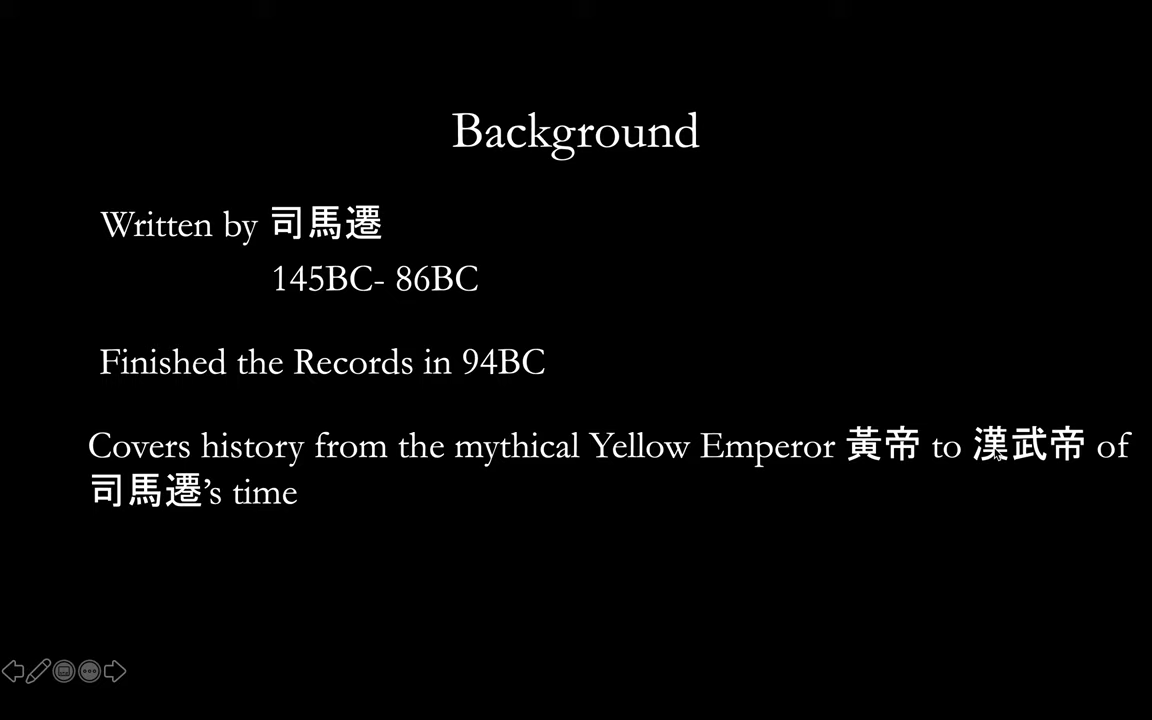 Background
Written by 司馬遷
145BC- 86BC
Finished the Records in 94BC
Covers history from the mythical Yellow Emperor 黃帝 to 漢武帝 of
司馬遷’s time